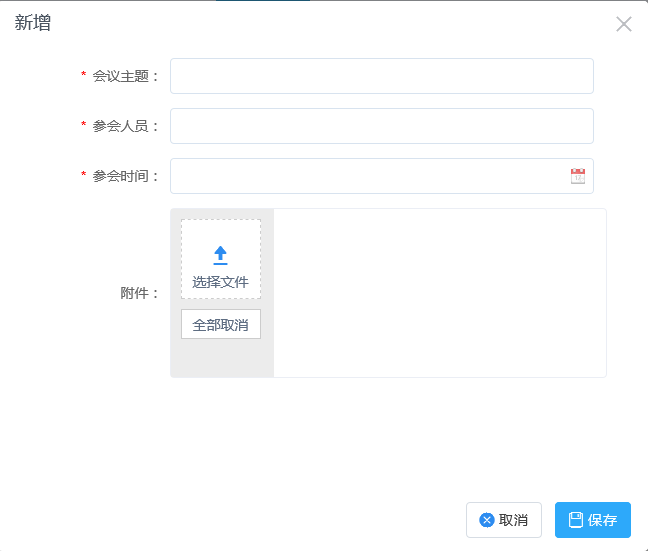 新增
* 会议主题：
* 参会人员：
* 参会时间：
附件：
选择文件
全部取消
取消
保存